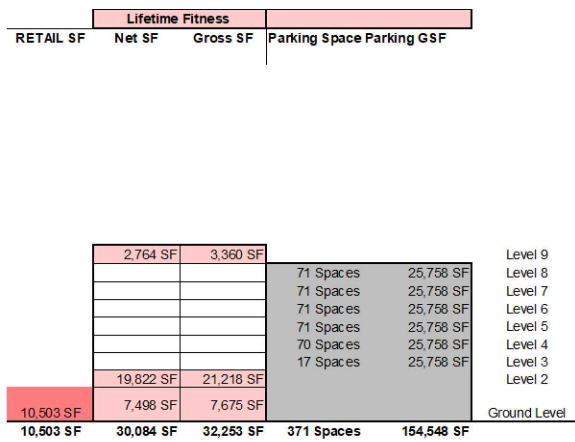 Lifetime Fitness
RETAIL SF Net SF Gross SF Parking Space Parking GSF
2,764 SF 3,360 SF Level 9
71 Spaces 25,758 SF Level 8
71 Spaces 25,758 SF Level 7
71 Spaces 25,758 SF Level 6
71 Spaces 25,758 SF Level 5
70 Spaces 25,758 SF Level 4
17 Spaces 25,758 SF Level 3
19,822 SF 21,218 SF Level 2
10,503 SF 7,498 SF 7,675 SF Ground Level
10,503 SF 30,084 SF 32,253 SF 371 Spaces 154,548 SF